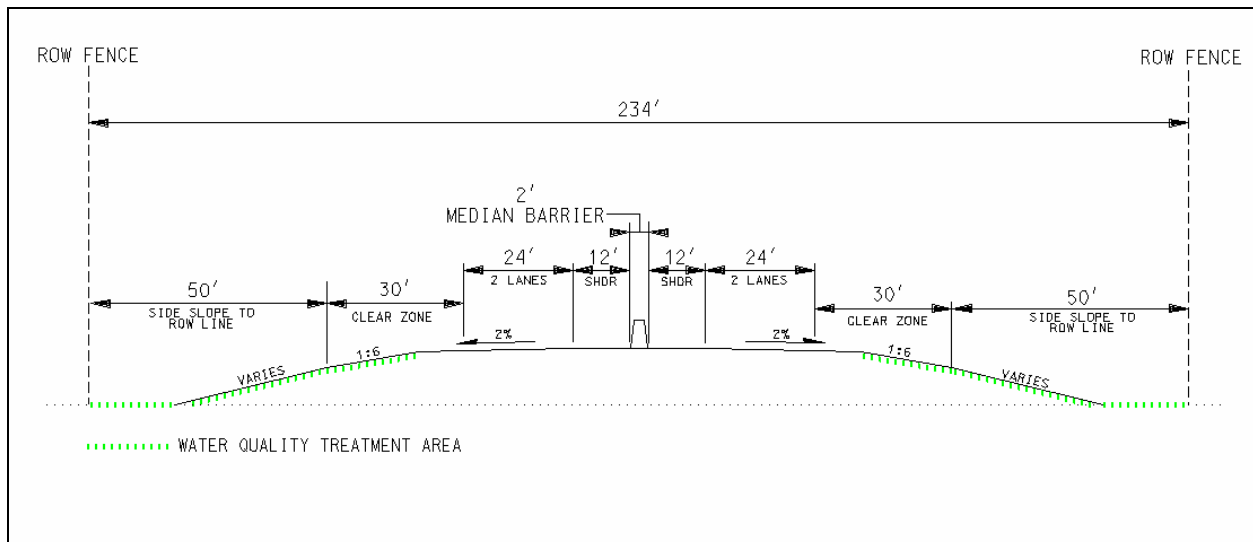 ROW FENCE
ROW FENCE
234'
2'
MEDIAN BARRIER
24'
2 LANES
12'
SHDR
12'
SHDR
24'
2 LANES
50'
SIDE SLOPE TO
ROW LINE
30'
CLEAR ZONE
30'
CLEAR ZONE
50'
SIDE SLOPE TO
ROW LINE
2%
2%
1:6
1:6
VARIES
VARIES
WATER QUALITY TREATMENT AREA